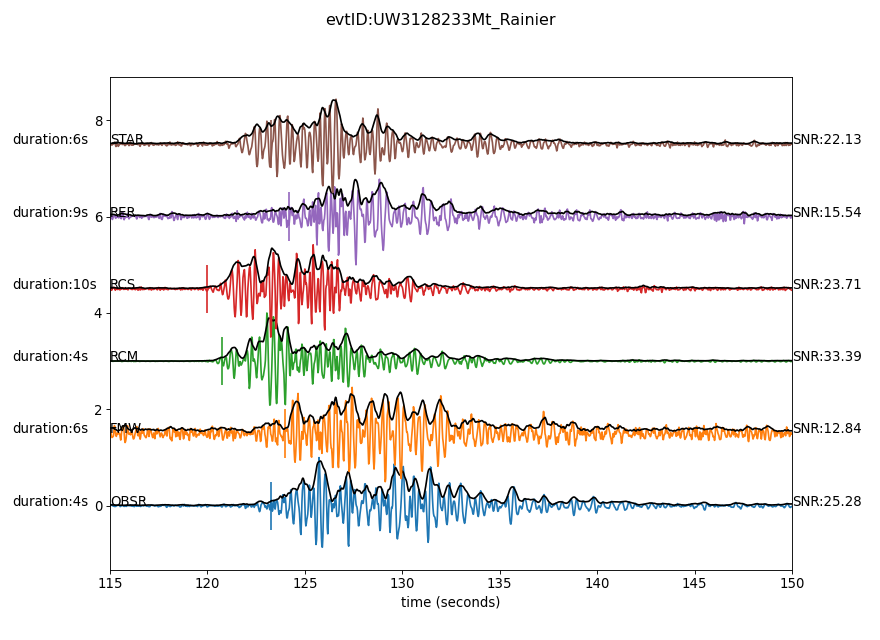 evtID:UW3128233Mt_Rainier
8
duration:6s STAR SNR:22.13
duration:9s RER SNR:15.54
6
duration:10s RCS SNR:23.71
4
duration:4s RCM SNR:33.39
2
duration:6s FMW SNR:12.84
duration:4s OBSR SNR:25.28
0
115 120 125 130 135 140 145 150
time (seconds)